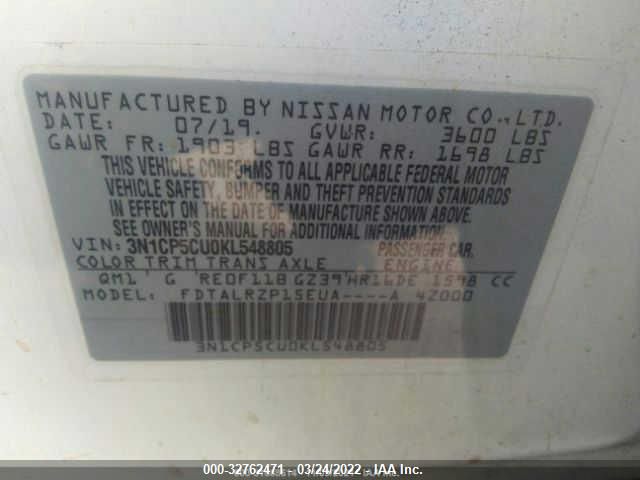 MANUFACTURED BY NISSAN MOTOR CO., LTD.
DATE: 07/19. GVWR: 3600 LBS
GAWR FR: 1903 LBS GAWR RR: 1698 LBS
THIS VEHICLE CONFORMS TO ALL APPLICABLE FEDERAL MOTOR
VEHICLE SAFETY, BUMPER AND THEFT PREVENTION STANDARDS
IN EFFECT ON THE DATE OF MANUFACTURE SHOWN ABOVE.
SEE OWNER'S MANUAL FOR ADDITIONAL INFORMATION.
VIN: 3N1CP5CU0KL548805 PASSENGER CAR.
COLOR TRIM TRANS AXLE ENGINE
QM1 G RE0F11B GZ39 HR16DE 1598 CC
MODEL: FDTALRZP15EUA----A 4Z000
3N1CP5CU0KL548805
000-32762471 - 03/24/2022 - IAA Inc.